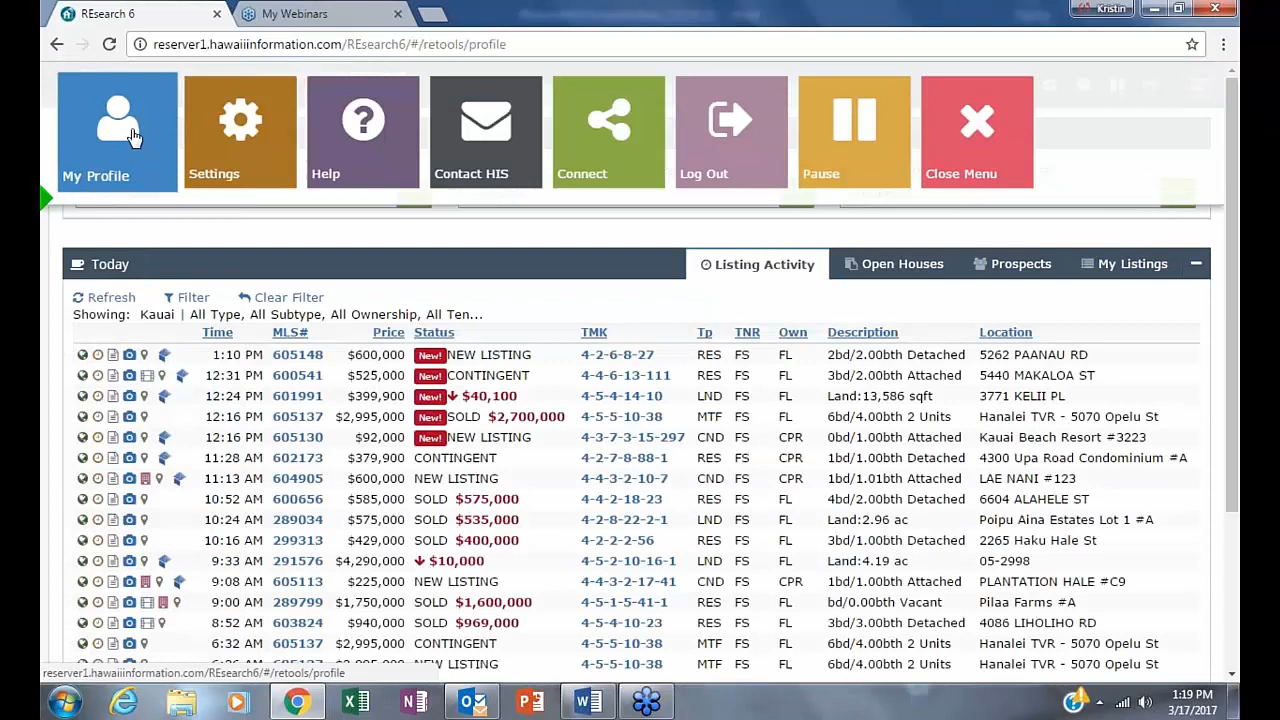 REsearch 6 My Webinars Kristin
reserver1.hawaiiinformation.com/REsearch6/#/retools/profile
My Profile Settings Help Contact HIS Connect Log Out Pause Close Menu
Today Listing Activity Open Houses Prospects My Listings
Refresh Filter Clear Filter
Showing: Kauai | All Type, All Subtype, All Ownership, All Ten...
Time MLS# Price Status TMK Tp TNR Own Description Location
1:10 PM 605148 $600,000 New! NEW LISTING 4-2-6-8-27 RES FS FL 2bd/2.00bth Detached 5262 PAANAU RD
12:31 PM 600541 $525,000 New! CONTINGENT 4-4-6-13-111 RES FS FL 3bd/2.00bth Attached 5440 MAKALOA ST
12:24 PM 601991 $399,900 New! $40,100 4-5-4-14-10 LND FS FL Land:13,586 sqft 3771 KELII PL
12:16 PM 605137 $2,995,000 New! SOLD $2,700,000 4-5-5-10-38 MTF FS FL 6bd/4.00bth 2 Units Hanalei TVR - 5070 Opelu St
12:16 PM 605130 $92,000 New! NEW LISTING 4-3-7-3-15-297 CND FS CPR 0bd/1.00bth Attached Kauai Beach Resort #3223
11:28 AM 602173 $379,900 CONTINGENT 4-2-7-8-88-1 RES FS CPR 1bd/1.00bth Detached 4300 Upa Road Condominium #A
11:13 AM 604905 $600,000 NEW LISTING 4-4-3-2-10-7 CND FS CPR 1bd/1.01bth Attached LAE NANI #123
10:52 AM 600656 $585,000 SOLD $575,000 4-4-2-18-23 RES FS FL 4bd/2.00bth Detached 6604 ALAHELE ST
10:24 AM 289034 $575,000 SOLD $535,000 4-2-8-22-2-1 LND FS FL Land:2.96 ac Poipu Aina Estates Lot 1 #A
10:16 AM 299313 $429,000 SOLD $400,000 4-2-2-2-56 RES FS FL 3bd/1.00bth Detached 2265 Haku Hale St
9:33 AM 291576 $4,290,000 $10,000 4-5-2-10-16-1 LND FS FL Land:4.19 ac 05-2998
9:08 AM 605113 $225,000 NEW LISTING 4-4-3-2-17-41 CND FS CPR 1bd/1.00bth Attached PLANTATION HALE #C9
9:00 AM 289799 $1,750,000 SOLD $1,600,000 4-5-1-5-41-1 RES FS FL bd/0.00bth Vacant Pilaa Farms #A
8:52 AM 603824 $940,000 SOLD $969,000 4-5-4-10-23 RES FS FL 3bd/3.00bth Detached 4086 LIHOLIHO RD
6:32 AM 605137 $2,995,000 CONTINGENT 4-5-5-10-38 MTF FS FL 6bd/4.00bth 2 Units Hanalei TVR - 5070 Opelu St
NEW LISTING 4-5-5-10-38 MTF FS FL 6bd/4.00bth 2 Units Hanalei TVR - 5070 Opelu St
reserver1.hawaiiinformation.com/REsearch6/#/retools/profile
1:19 PM
3/17/2017